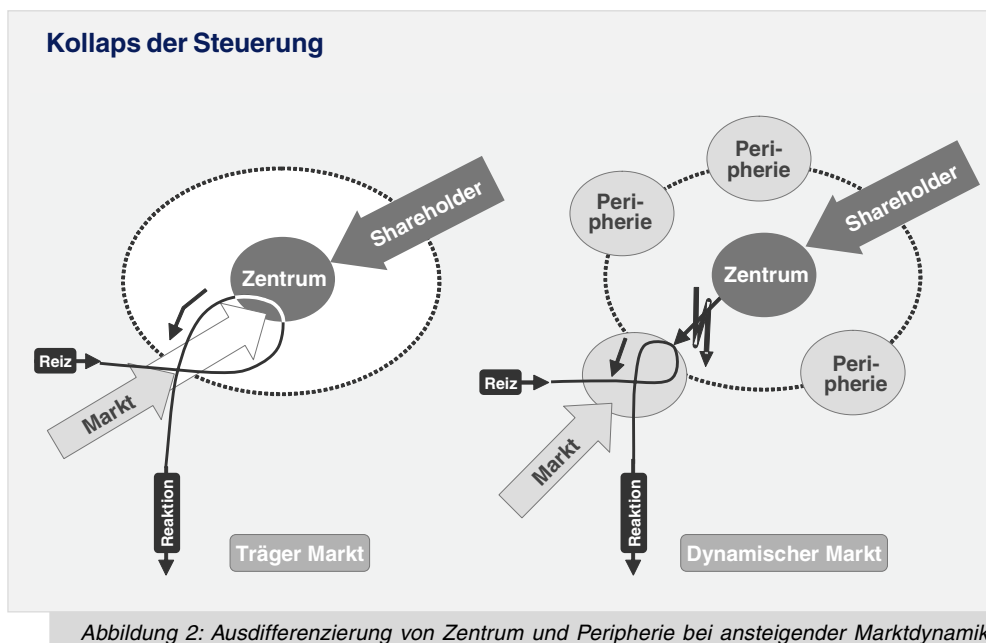 Kollaps der Steuerung
Shareholder
Zentrum
Reiz
Markt
Reaktion
Träger Markt
Peri-
pherie
Peri-
pherie
Shareholder
Zentrum
Peri-
pherie
Reiz
Markt
Reaktion
Dynamischer Markt
Abbildung 2: Ausdifferenzierung von Zentrum und Peripherie bei ansteigender Marktdynamik